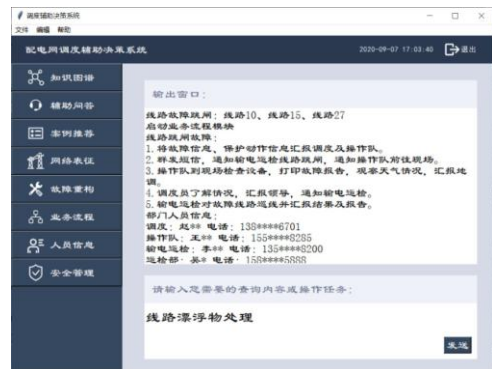 调度辅助决策系统
文件 编辑 帮助
配电网调度辅助决策系统
2020-09-07 17:03:40 退出
知识图谱
辅助问答
案例推荐
网络表征
故障重构
业务流程
人员信息
安全管理
输出窗口:
线路故障跳闸：线路10、线路15、线路27
启动业务流程模块
线路跳闸故障：
1. 将故障信息、保护动作信息汇报调度及操作队。
2. 群发短信，通知输电运检线路跳闸，通知操作队前往现场。
3. 操作队到现场检查设备，打印故障报告，观察天气情况，汇报地
调。
4. 调度员了解情况，汇报领导，通知输电运检。
5. 输电运检对故障线路巡线并汇报结果及报告。
部门人员信息：
调度：赵** 电话：138****6701
操作队：王** 电话：155****8285
输电运检：李** 电话：135****8200
运检部：吴* 电话：158****5888
请输入您需要的查询内容或操作任务：
线路漂浮物处理
发送